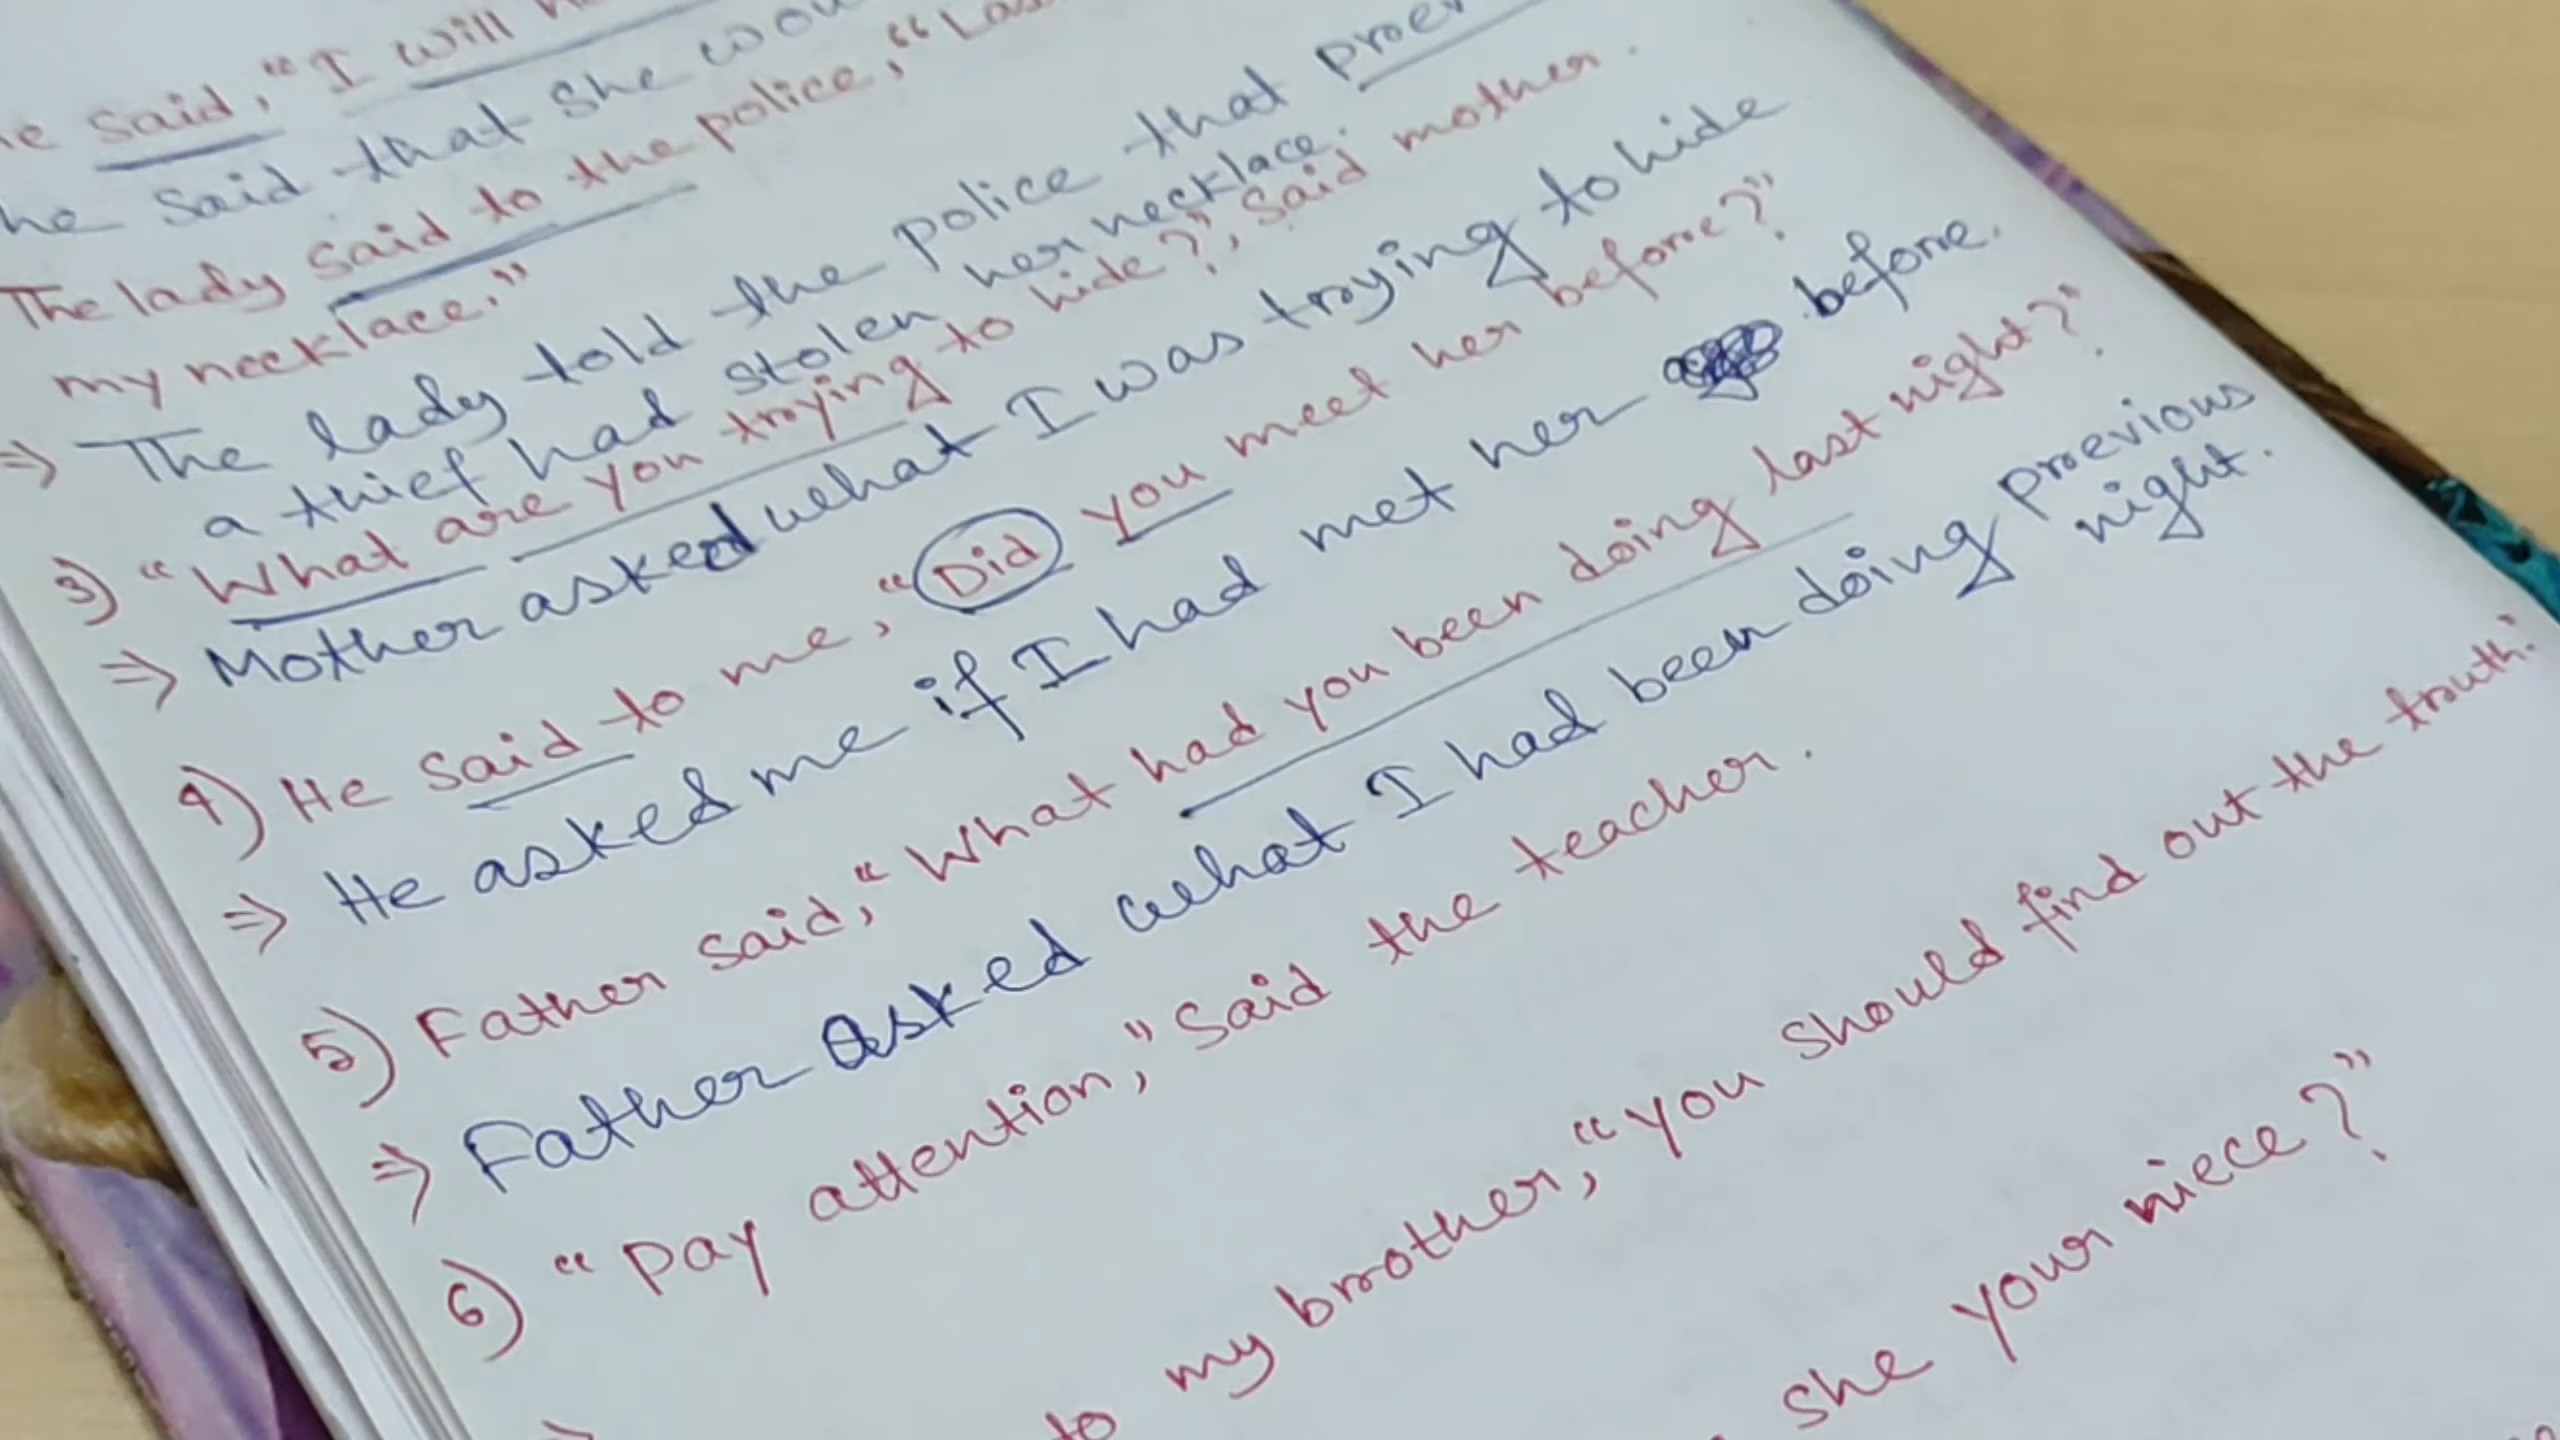 said, "I will
said that she
The lady said to the police, "
my necklace."
⇒ The lady told the police that
a thief had stolen her necklace.
3) "What are you trying to hide?", said mother.
⇒ Mother asked what I was trying to hide
4) He said to me, "Did you meet her before?"
⇒ He asked me if I had met her before.
5) Father said, "What had you been doing last night?"
⇒ Father asked what I had been doing previous
night.
6) "Pay attention," said the teacher.
to my brother, "You should find out the truth."
she your niece?"